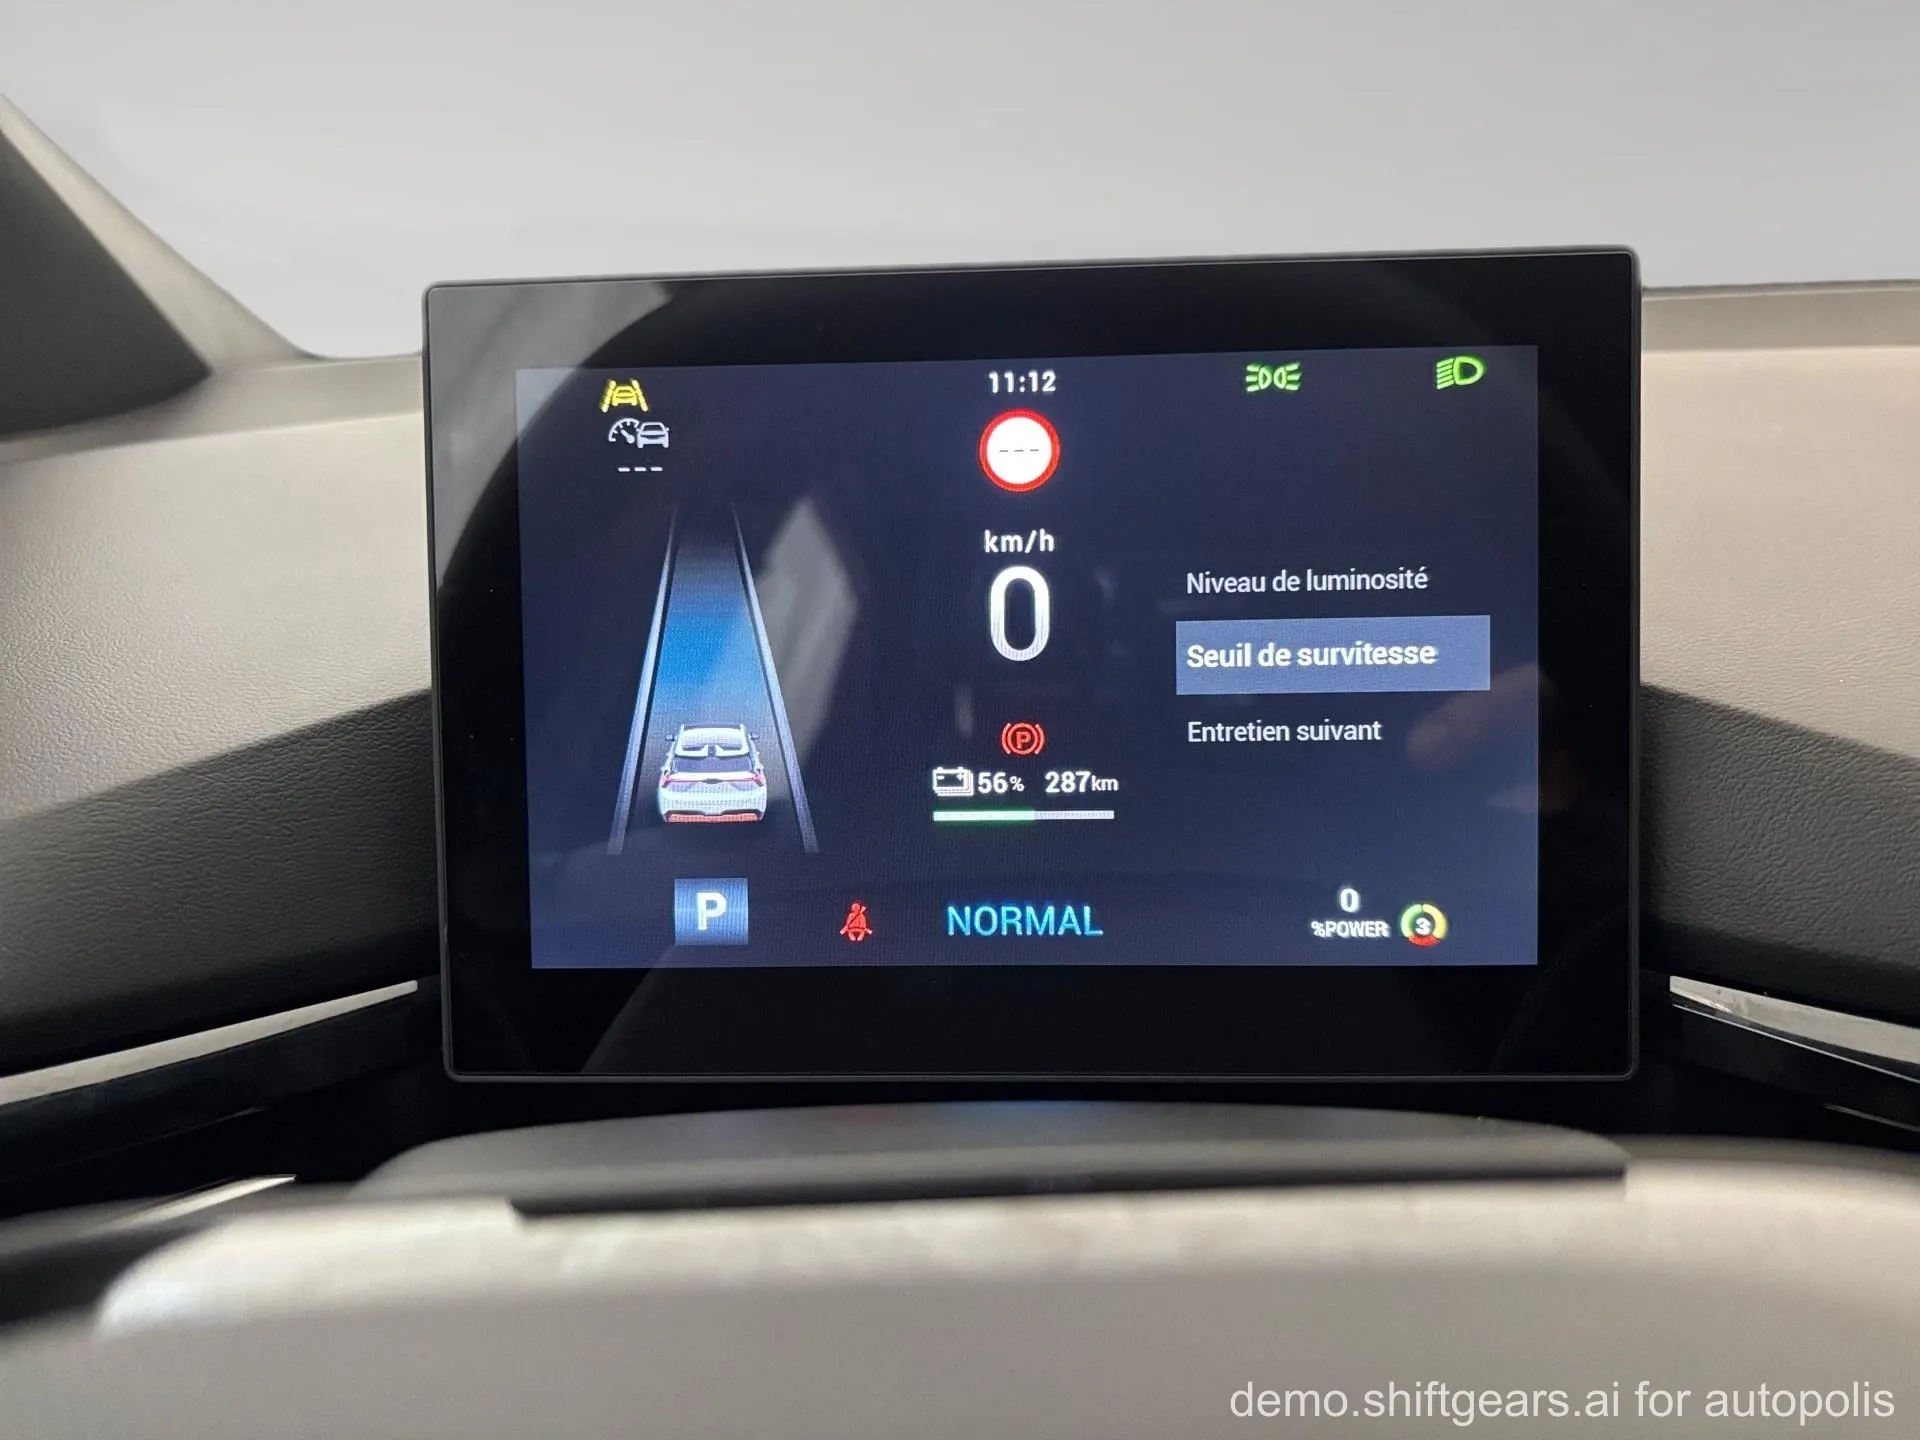 11:12
---
---
km/h
0
Niveau de luminosité
Seuil de survitesse
Entretien suivant
P
56% 287km
P
NORMAL
0
%POWER
3
demo.shiftgears.ai for autopolis